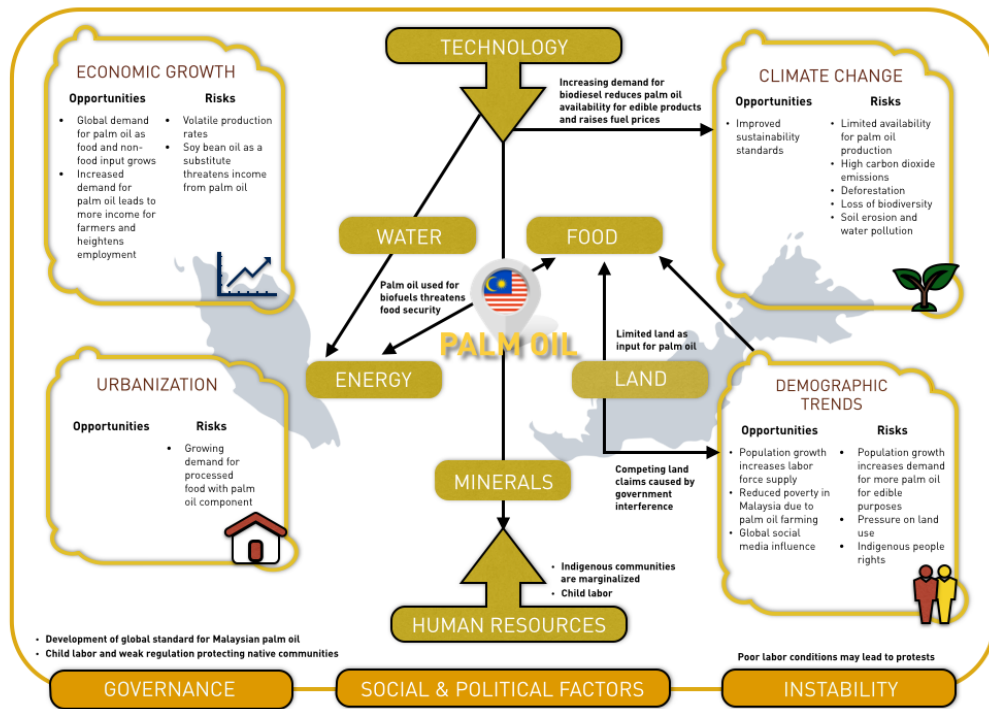 TECHNOLOGY
ECONOMIC GROWTH
Opportunities
Risks
• Global demand
for palm oil as
food and non-
food input grows
• Increased
demand for
palm oil leads to
more income for
farmers and
heightens
employment
• Volatile production
rates
• Soy bean oil as a
substitute
threatens income
from palm oil
Increasing demand for
biodiesel reduces palm oil
availability for edible products
and raises fuel prices
CLIMATE CHANGE
Opportunities
Risks
• Improved
sustainability
standards
• Limited availability
for palm oil
production
• High carbon dioxide
emissions
• Deforestation
• Loss of biodiversity
• Soil erosion and
water pollution
WATER
FOOD
Palm oil used for
biofuels threatens
food security
PALM OIL
Limited land as
input for palm oil
ENERGY
LAND
URBANIZATION
Opportunities
Risks
• Growing
demand for
processed
food with palm
oil component
DEMOGRAPHIC
TRENDS
Opportunities
Risks
• Population growth
increases labor
force supply
• Reduced poverty in
Malaysia due to
palm oil farming
• Global social
media influence
• Population growth
increases demand
for more palm oil
for edible
purposes
• Pressure on land
use
• Indigenous people
rights
MINERALS
Competing land
claims caused by
government
interference
• Indigenous communities
are marginalized
• Child labor
HUMAN RESOURCES
• Development of global standard for Malaysian palm oil
• Child labor and weak regulation protecting native communities
Poor labor conditions may lead to protests
GOVERNANCE
SOCIAL & POLITICAL FACTORS
INSTABILITY